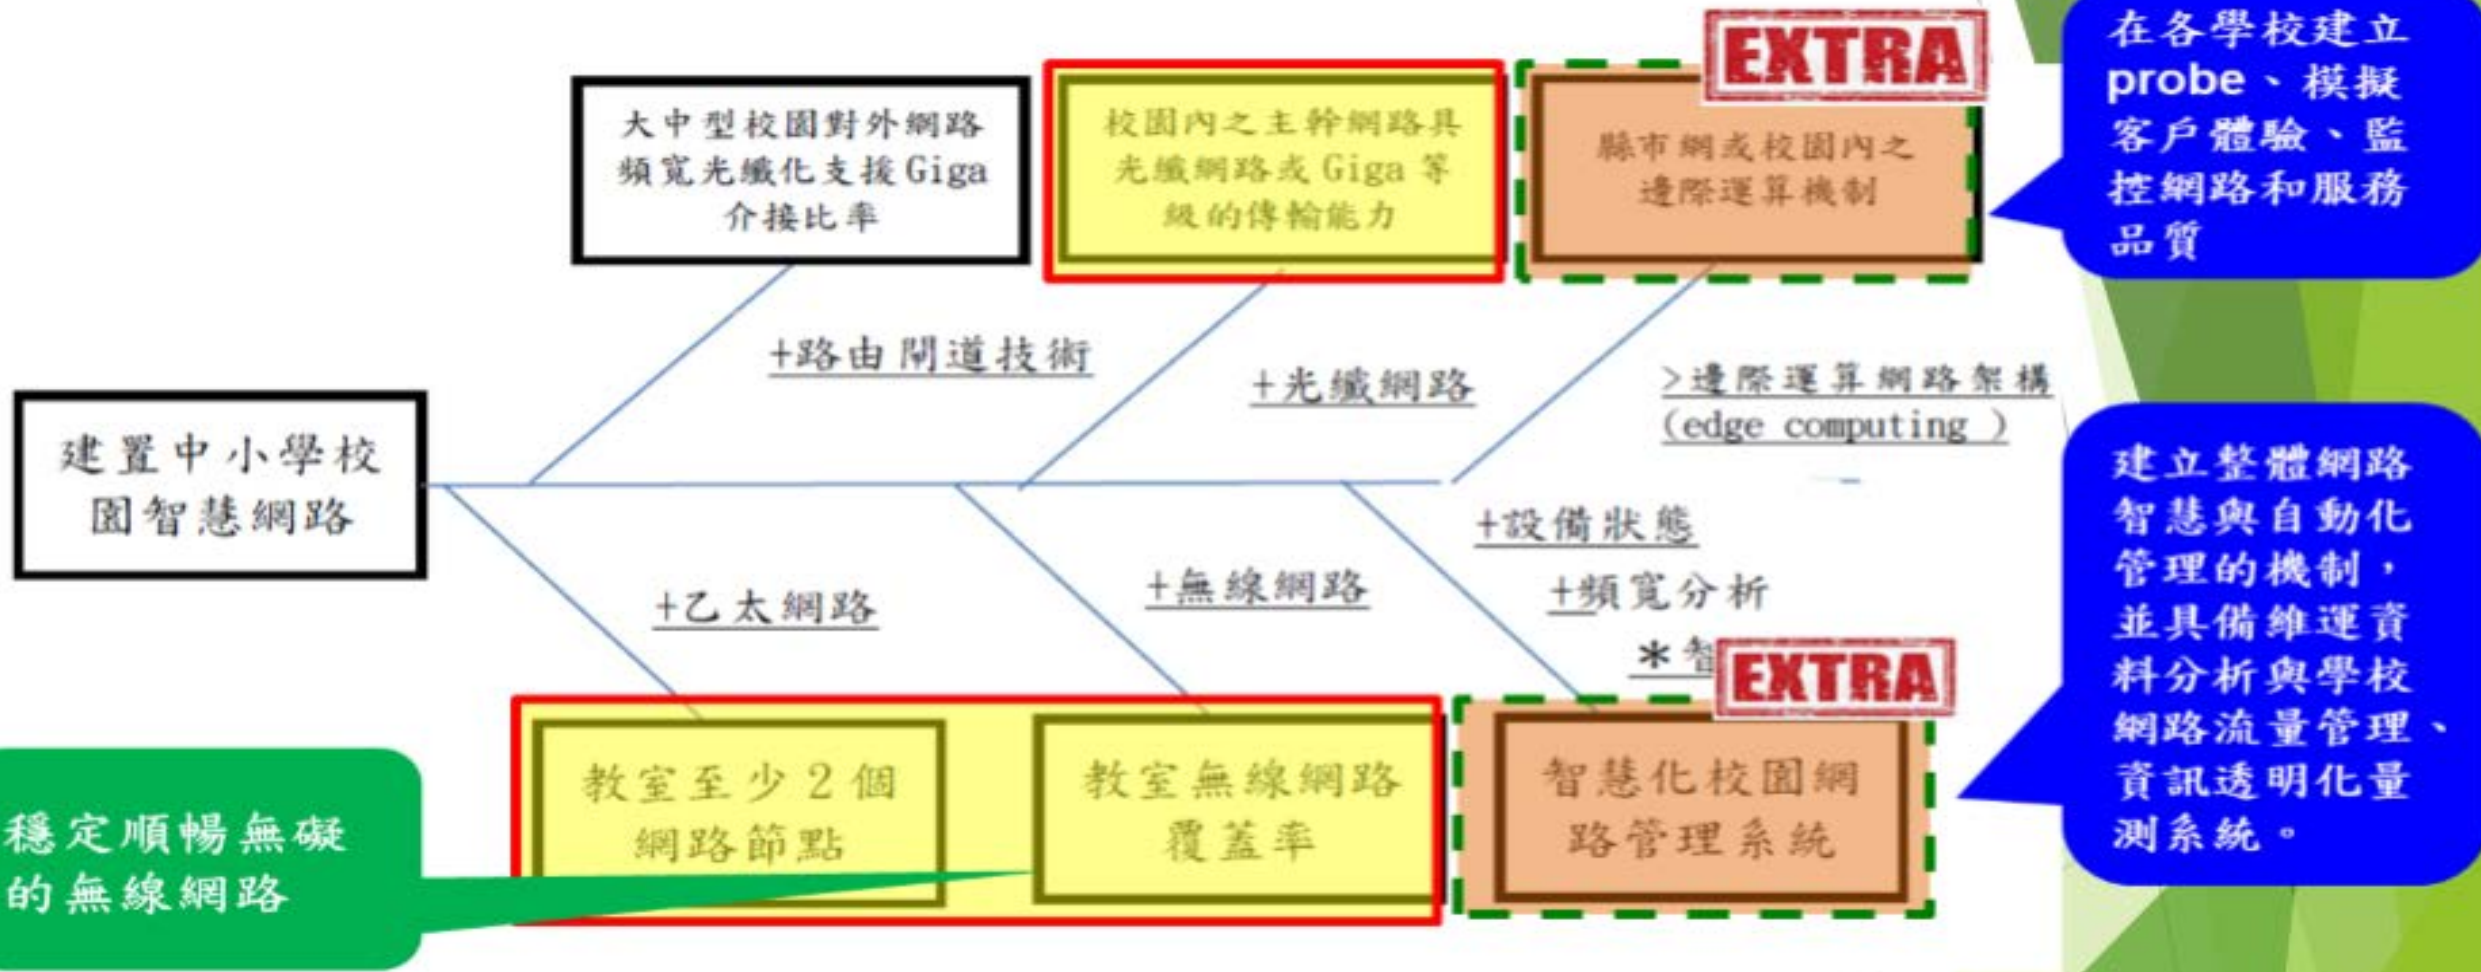 EXTRA
在各學校建立
probe、模擬
客戶體驗、監
控網路和服務
品質
大中型校園對外網路
頻寬光纖化支援Giga
介接比率
校園內之主幹網路具
光纖網路或 Giga 等
級的傳輸能力
縣市網或校園內之
邊際運算機制
+路由閘道技術
+光纖網路
>邊際運算網路架構
(edge computing )
建置中小學校
園智慧網路
+乙太網路
+無線網路
+設備狀態
+頻寬分析
*智
EXTRA
建立整體網路
智慧與自動化
管理的機制，
並具備維運資
料分析與學校
網路流量管理、
資訊透明化量
測系統。
教室至少2個
網路節點
教室無線網路
覆蓋率
智慧化校園網
路管理系統
穩定順暢無礙
的無線網路